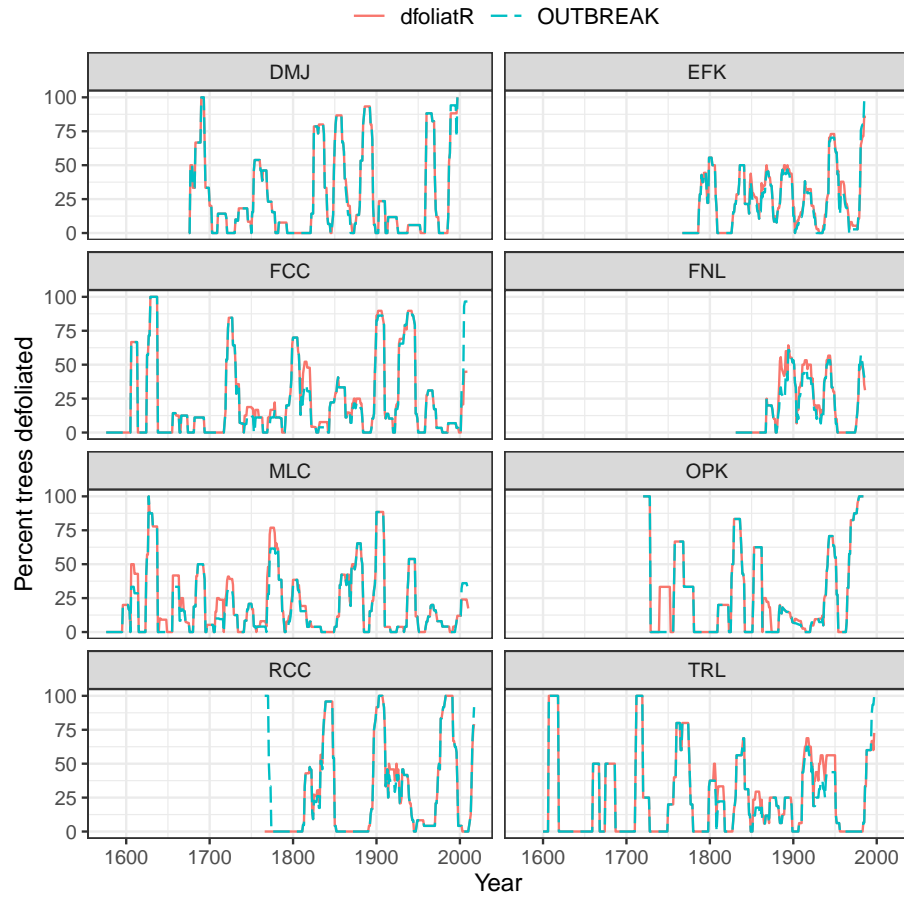 dfoliatR OUTBREAK
DMJ EFK
100
75
50
25
0
FCC FNL
100
75
50
25
0
Percent trees defoliated
MLC OPK
100
75
50
25
0
RCC TRL
100
75
50
25
0
1600 1700 1800 1900 2000 1600 1700 1800 1900 2000
Year